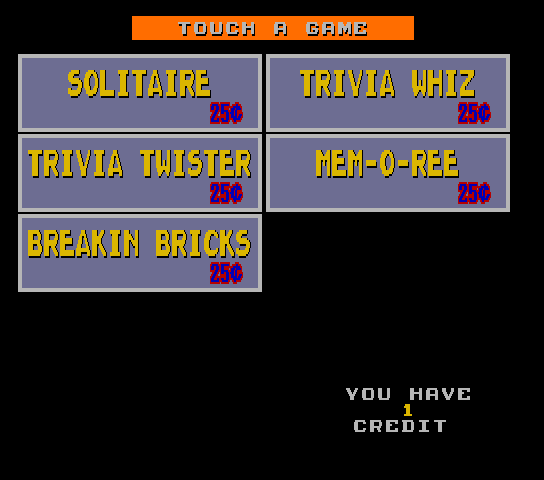 TOUCH A GAME
SOLITAIRE
25¢
TRIVIA WHIZ
25¢
TRIVIA TWISTER
25¢
MEM-O-REE
25¢
BREAKIN BRICKS
25¢
YOU HAVE
1
CREDIT